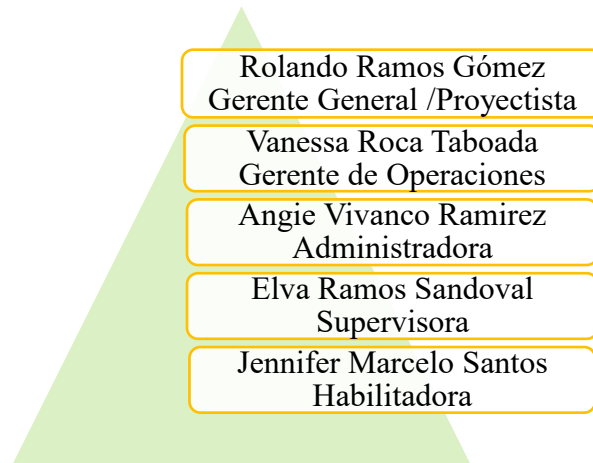 Rolando Ramos Gómez
Gerente General /Proyectista
Vanessa Roca Taboada
Gerente de Operaciones
Angie Vivanco Ramirez
Administradora
Elva Ramos Sandoval
Supervisora
Jennifer Marcelo Santos
Habilitadora